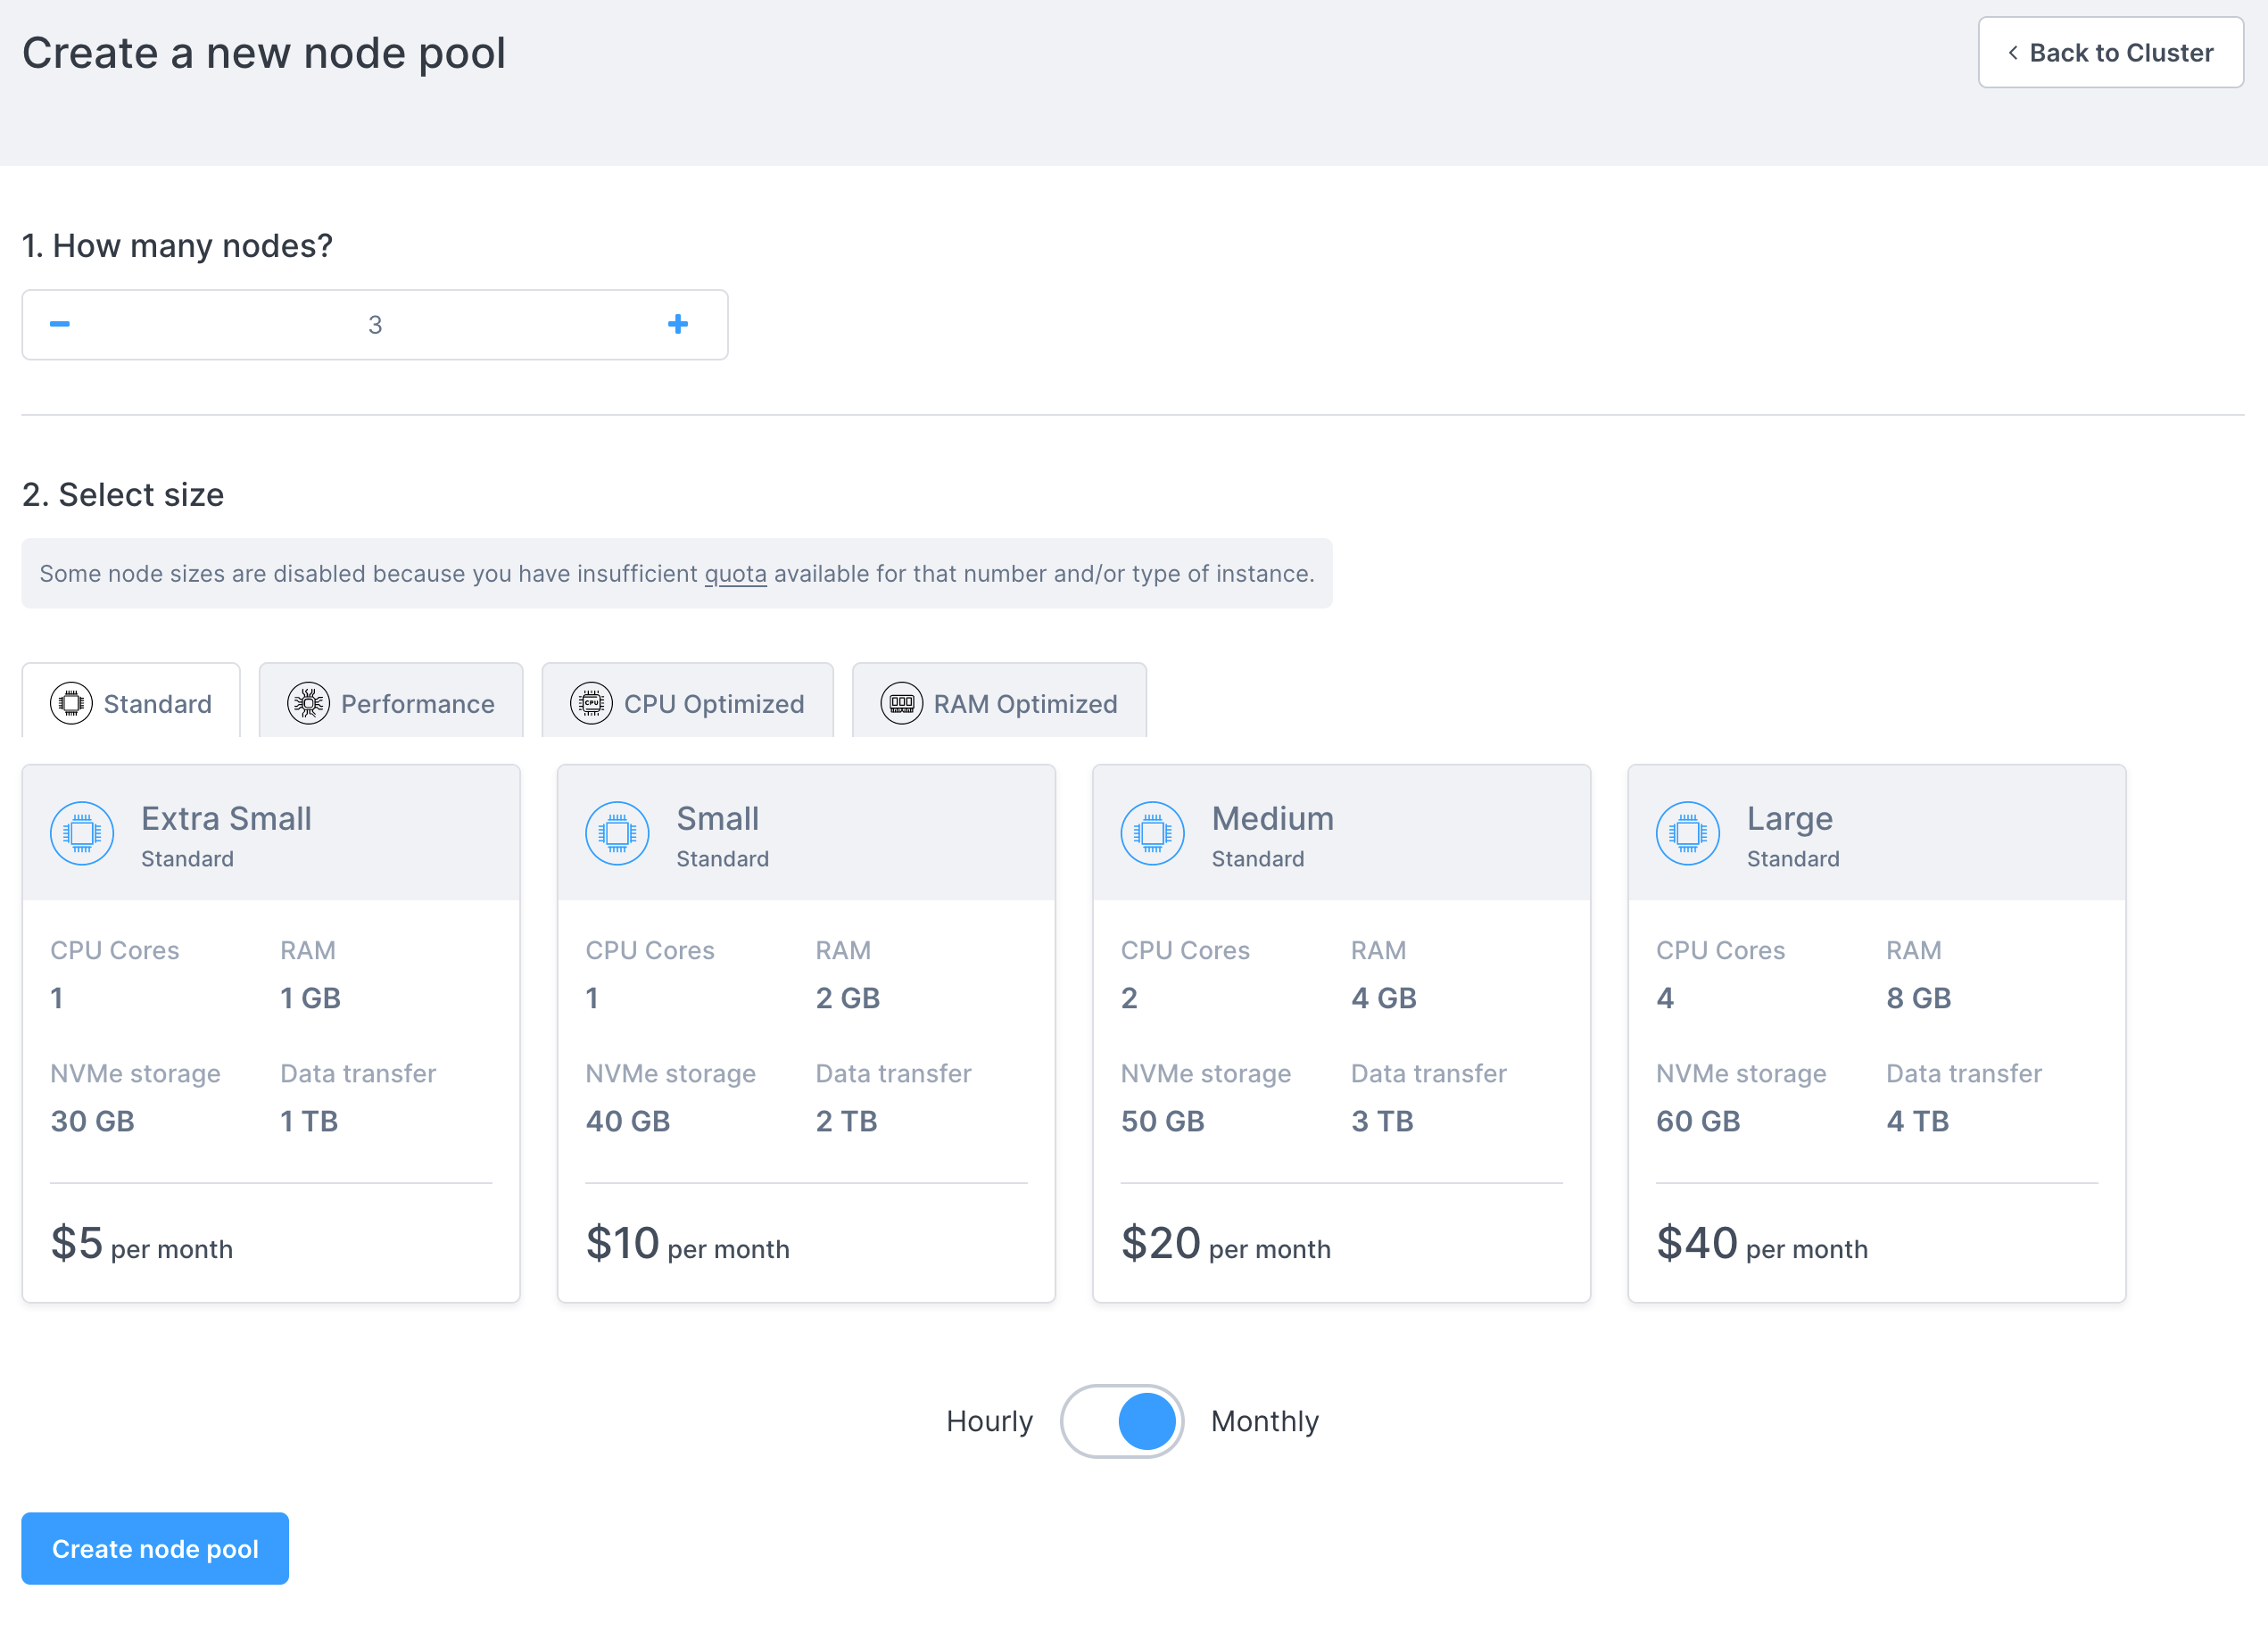 Create a new node pool
Back to Cluster
1. How many nodes?
3
2. Select size
Some node sizes are disabled because you have insufficient quota available for that number and/or type of instance.
Standard
Performance
CPU
CPU Optimized
RAM Optimized
Extra Small
Standard
CPU Cores
RAM
1
1 GB
NVMe storage
Data transfer
30 GB
1 TB
$5 per month
Small
Standard
CPU Cores
RAM
1
2 GB
NVMe storage
Data transfer
40 GB
2 TB
$10 per month
Medium
Standard
CPU Cores
RAM
2
4 GB
NVMe storage
Data transfer
50 GB
3 TB
$20 per month
Large
Standard
CPU Cores
RAM
4
8 GB
NVMe storage
Data transfer
60 GB
4 TB
$40 per month
Hourly
Monthly
Create node pool